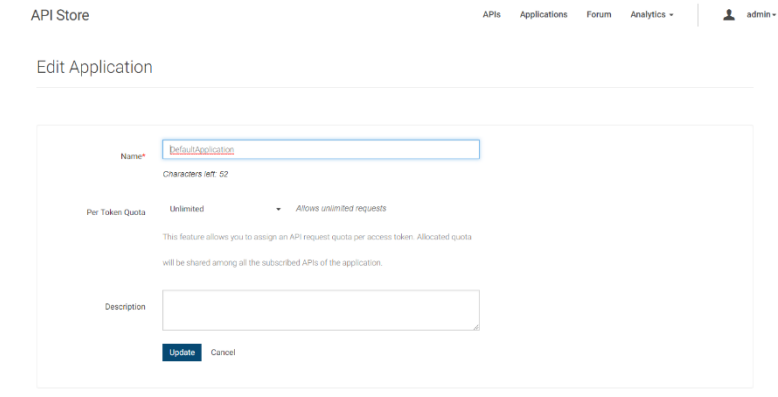 API Store
APIs Applications Forum Analytics admin
Edit Application
Name*
DefaultApplication
Characters left: 52
Per Token Quota
Unlimited
Allows unlimited requests
This feature allows you to assign an API request quota per access token. Allocated quota
will be shared among all the subscribed APIs of the application.
Description
Update Cancel